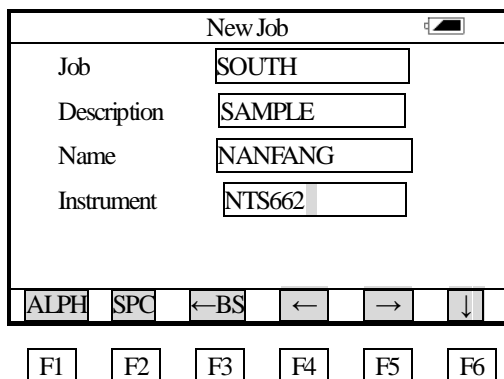 New Job
Job SOUTH
Description SAMPLE
Name NANFANG
Instrument NTS662
ALPH SPC ←BS ← → ↓
F1 F2 F3 F4 F5 F6